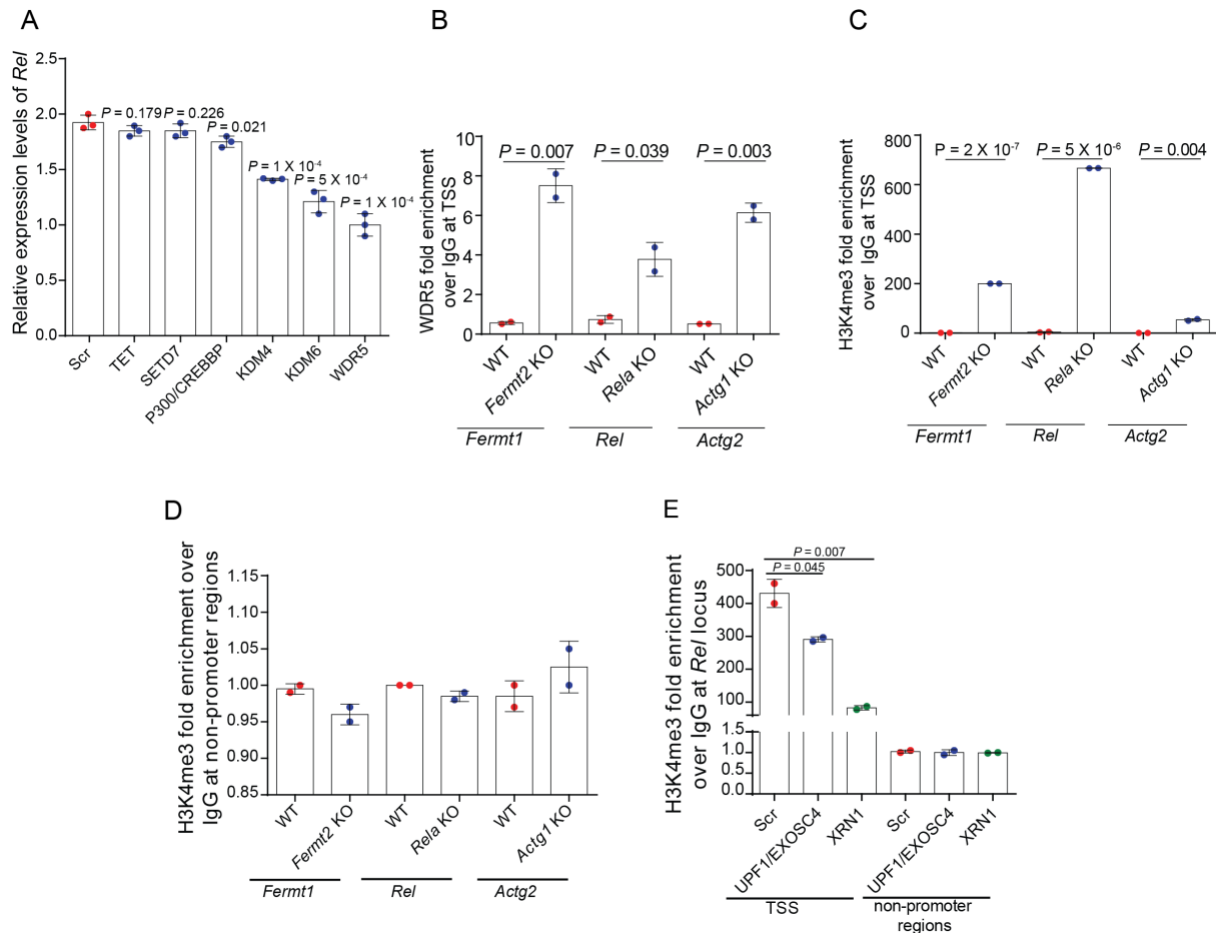 A
Relative expression levels of Rel
2.5
2.0
1.5
1.0
0.5
0.0
P = 0.179
P = 0.226
P = 0.021
P = 1 X 10-4
P = 5 X 10-4
P = 1 X 10-4
Scr
TET
SETD7
P300/CREBBP
KDM4
KDM6
WDR5
B
WDR5 fold enrichment
over IgG at TSS
10
8
6
4
2
0
P = 0.007
P = 0.039
P = 0.003
WT
Fermt2 KO
WT
Rela KO
WT
Actg1 KO
Fermt1
Rel
Actg2
C
H3K4me3 fold enrichment
over IgG at TSS
800
600
400
200
0
P = 2 X 10-7
P = 5 X 10-6
P = 0.004
WT
Fermt2 KO
WT
Rela KO
WT
Actg1 KO
Fermt1
Rel
Actg2
D
H3K4me3 fold enrichment over
IgG at non-promoter regions
1.15
1.10
1.05
1.00
0.95
0.90
0.85
WT
Fermt2 KO
WT
Rela KO
WT
Actg1 KO
Fermt1
Rel
Actg2
E
H3K4me3 fold enrichment
over IgG at Rel locus
500
400
300
200
100
1.5
1.0
0.5
0.0
P = 0.007
P = 0.045
Scr
UPF1/EXOSC4
XRN1
Scr
UPF1/EXOSC4
XRN1
TSS
non-promoter
regions